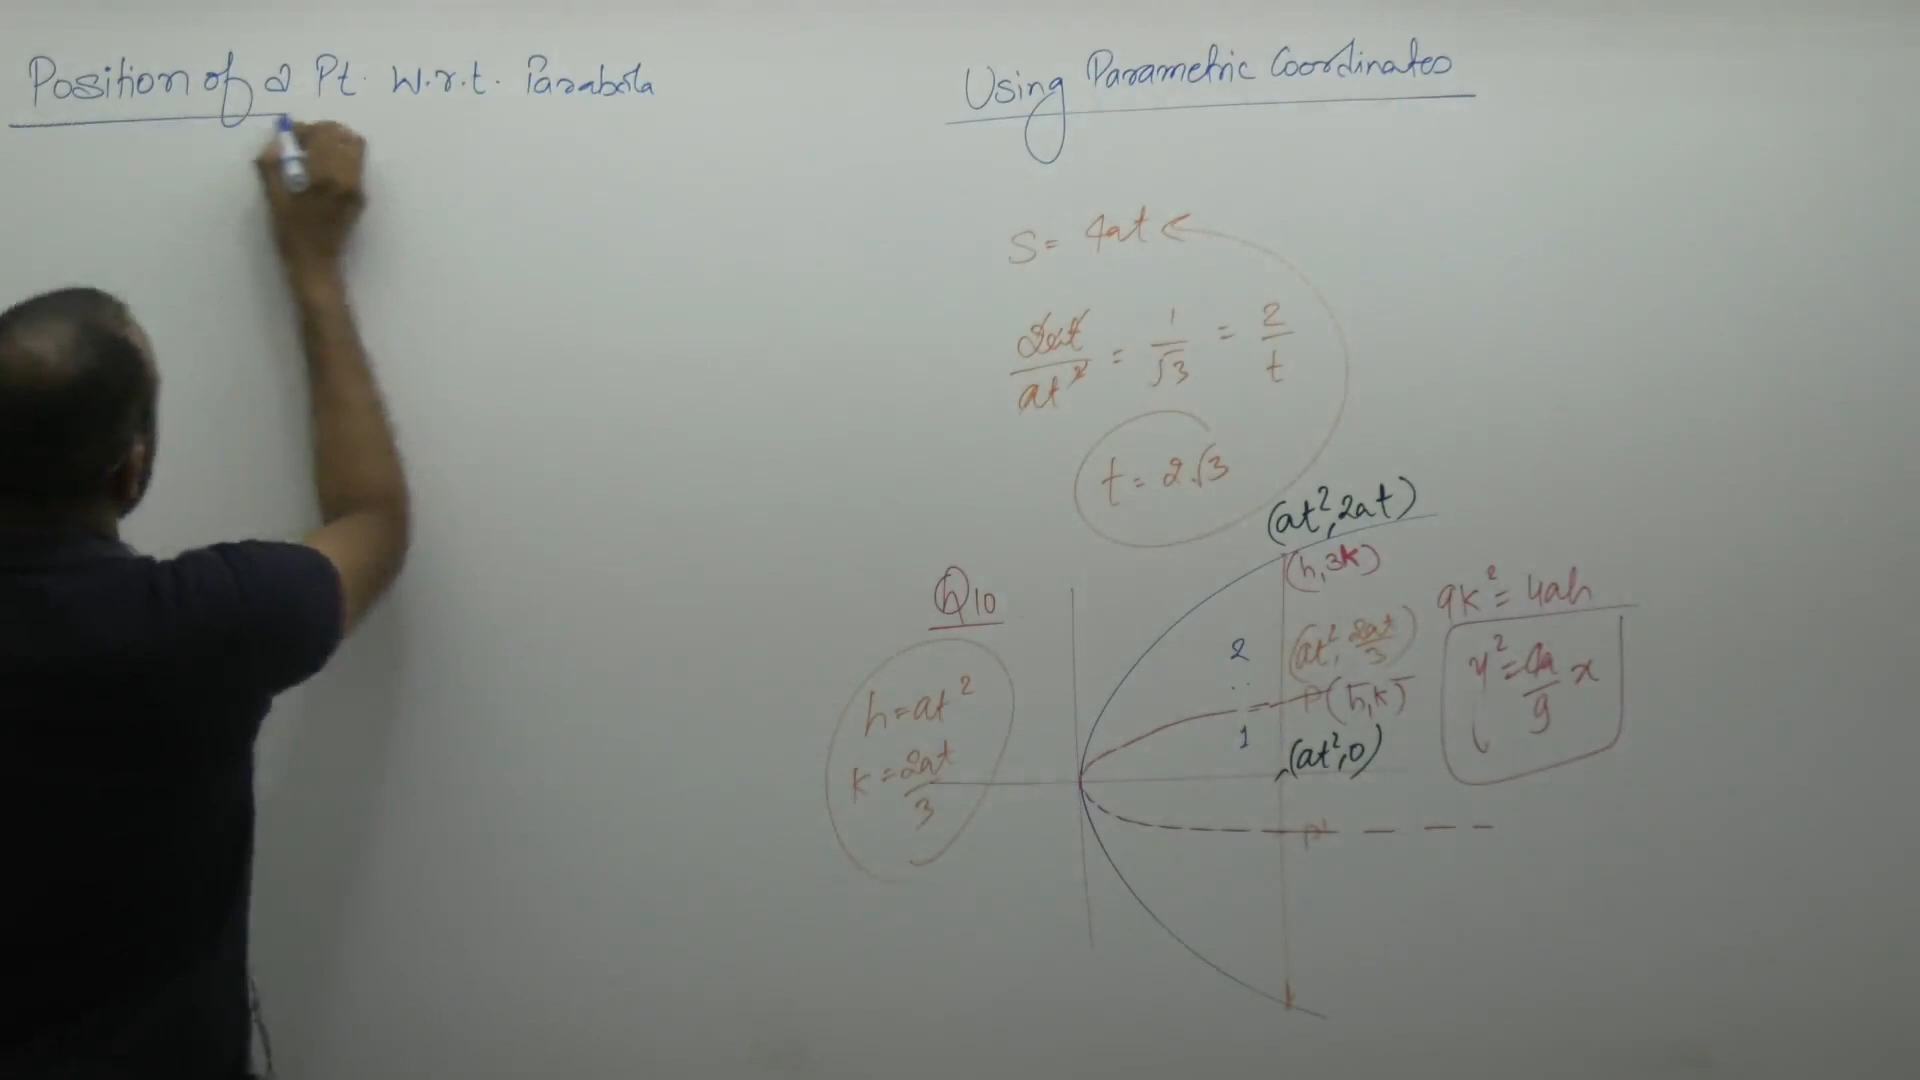 Position of a Pt. w.r.t. Parabola
Using Parametric Coordinates
S = 4at
2at/at² = 1/√3 = 2/t
t = 2√3
(at², 2at)
(h, 3k)
Q10
9k² = 4ah
h = at²
k = 2at/3
2
(at², 2at/3)
P(h, k)
1
(at², 0)
y² = 4a/9 x
P'